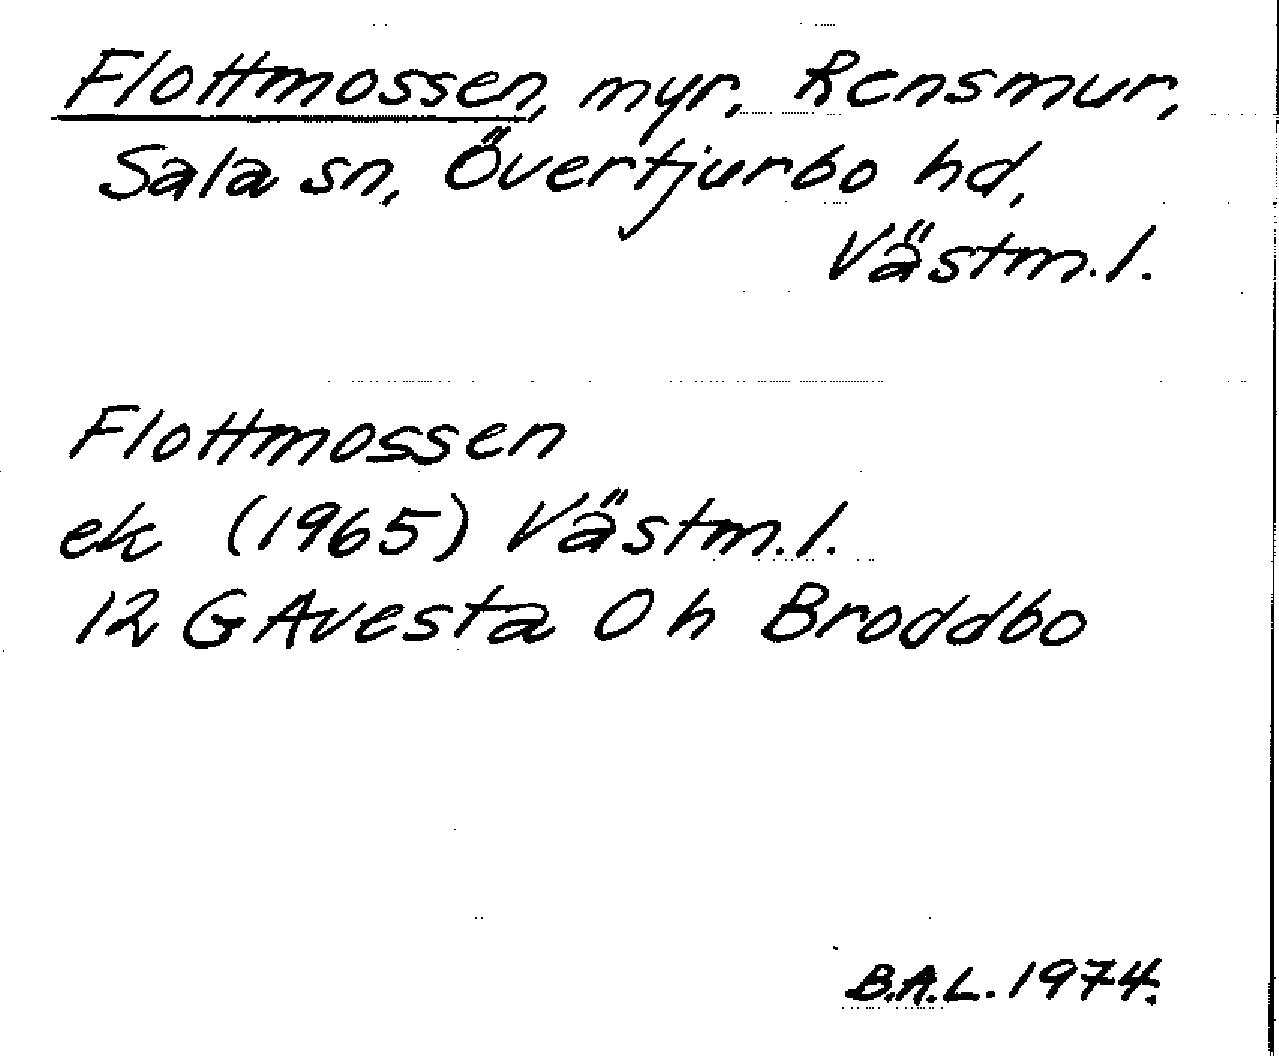 Flottmossen, myr, Rensmur,
Sala sn, Övertjurbo hd,
Västm.l.
Flottmossen
ek (1965) Västm.l.
12 G Avesta 0 h Broddbo
B.A.L. 1974.